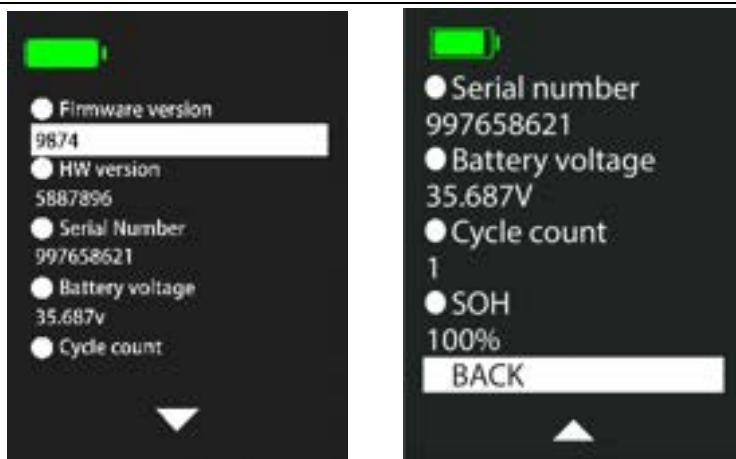 Firmware version
9874
HW version
5887896
Serial Number
997658621
Battery voltage
35.687v
Cycle count
Serial number
997658621
Battery voltage
35.687V
Cycle count
1
SOH
100%
BACK